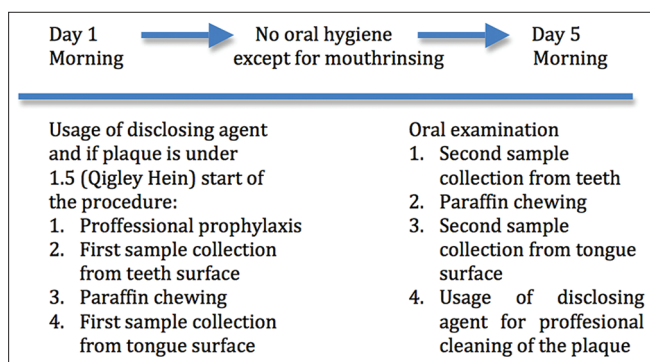 Day 1
Morning
No oral hygiene
except for mouthrinsing
Day 5
Morning
Usage of disclosing agent
and if plaque is under
1.5 (Qigley Hein) start of
the procedure:
1. Proffessional prophylaxis
2. First sample collection
from teeth surface
3. Paraffin chewing
4. First sample collection
from tongue surface
Oral examination
1. Second sample
collection from teeth
2. Paraffin chewing
3. Second sample
collection from tongue
surface
4. Usage of disclosing
agent for proffesional
cleaning of the plaque